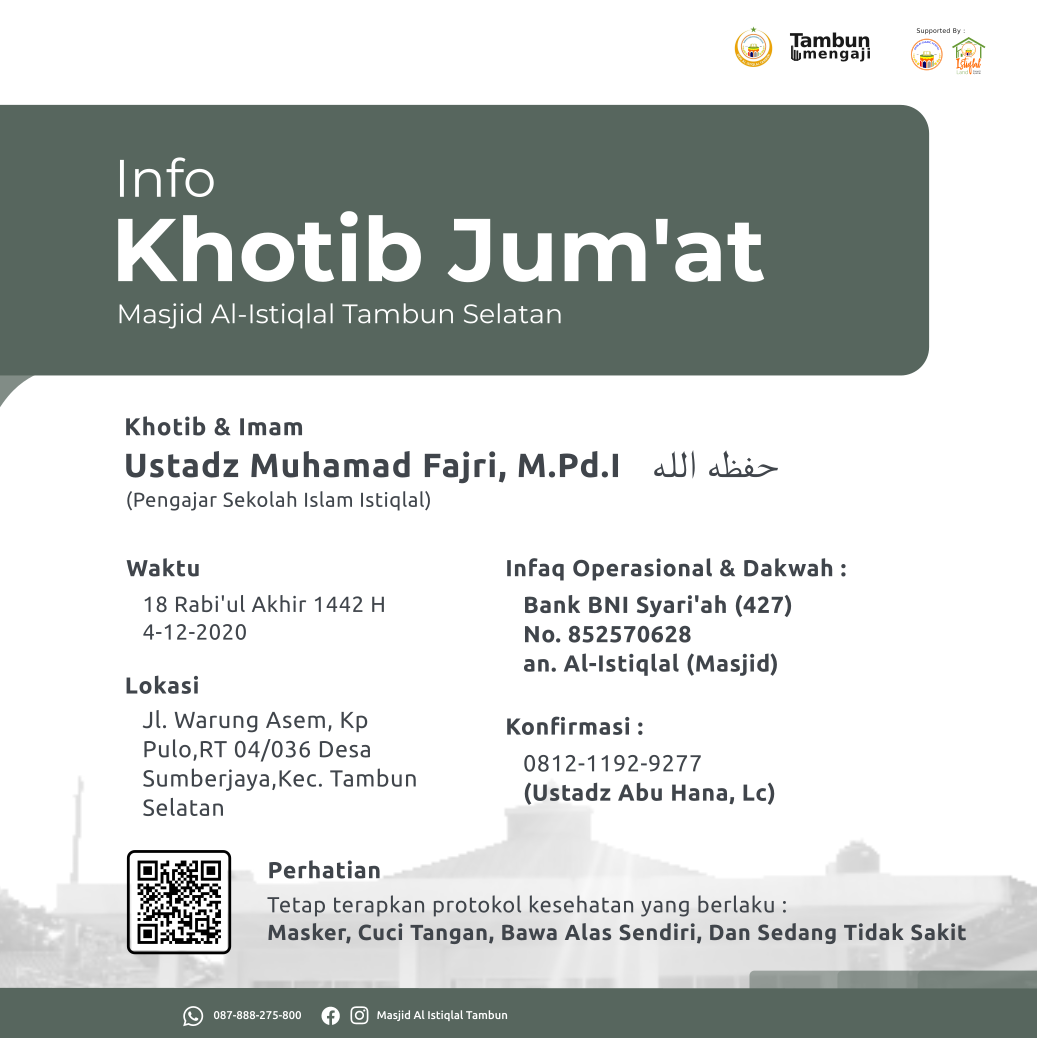 Tambun
mengaji
Supported By :
Istiqlal
Info
Khotib Jum'at
Masjid Al-Istiqlal Tambun Selatan
Khotib & Imam
Ustadz Muhamad Fajri, M.Pd.I حفظه الله
(Pengajar Sekolah Islam Istiqlal)
Waktu
18 Rabi'ul Akhir 1442 H
4-12-2020
Lokasi
Jl. Warung Asem, Kp
Pulo,RT 04/036 Desa
Sumberjaya,Kec. Tambun
Selatan
Infaq Operasional & Dakwah :
Bank BNI Syari'ah (427)
No. 852570628
an. Al-Istiqlal (Masjid)
Konfirmasi :
0812-1192-9277
(Ustadz Abu Hana, Lc)
Perhatian
Tetap terapkan protokol kesehatan yang berlaku :
Masker, Cuci Tangan, Bawa Alas Sendiri, Dan Sedang Tidak Sakit
087-888-275-800
Masjid Al Istiqlal Tambun